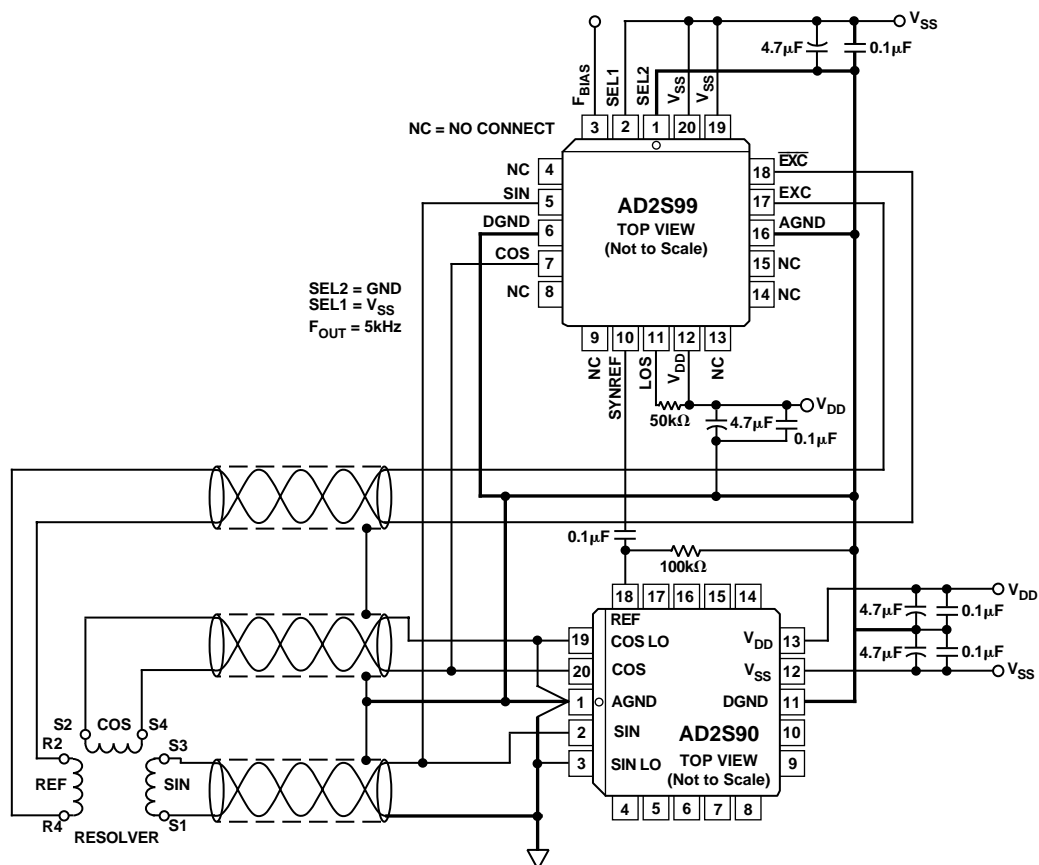 V_SS
4.7μF
0.1μF
F_BIAS
SEL1
SEL2
V_SS
V_SS
NC = NO CONNECT
3
2
1
20
19
NC
4
SIN
5
DGND
6
COS
7
NC
8
AD2S99
TOP VIEW
(Not to Scale)
18
EXC
17
EXC
16
AGND
15
NC
14
NC
SEL2 = GND
SEL1 = V_SS
F_OUT = 5kHz
9
10
11
12
13
NC
SYNREF
LOS
V_DD
NC
50kΩ
4.7μF
0.1μF
V_DD
0.1μF
100kΩ
18
17
16
15
14
REF
19
COS LO
20
COS
1
AGND
2
SIN
3
SIN LO
V_DD
13
V_SS
12
DGND
11
10
9
AD2S90
TOP VIEW
(Not to Scale)
4
5
6
7
8
4.7μF
0.1μF
V_DD
4.7μF
0.1μF
V_SS
S2
COS
S4
R2
S3
REF
SIN
R4
S1
RESOLVER